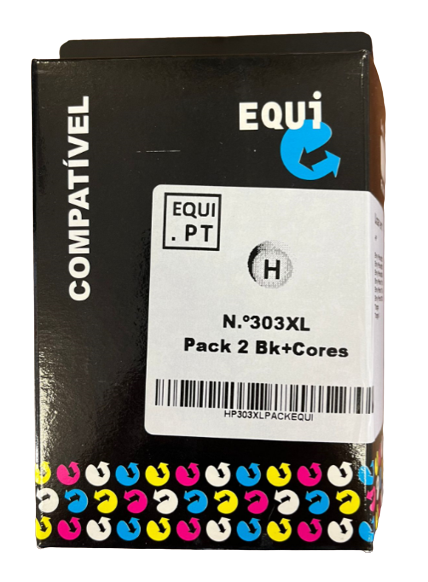 COMPATÍVEL
EQUi
EQUI
.PT
H
N.º303XL
Pack 2 Bk+Cores
HP303XLPACKEQUI